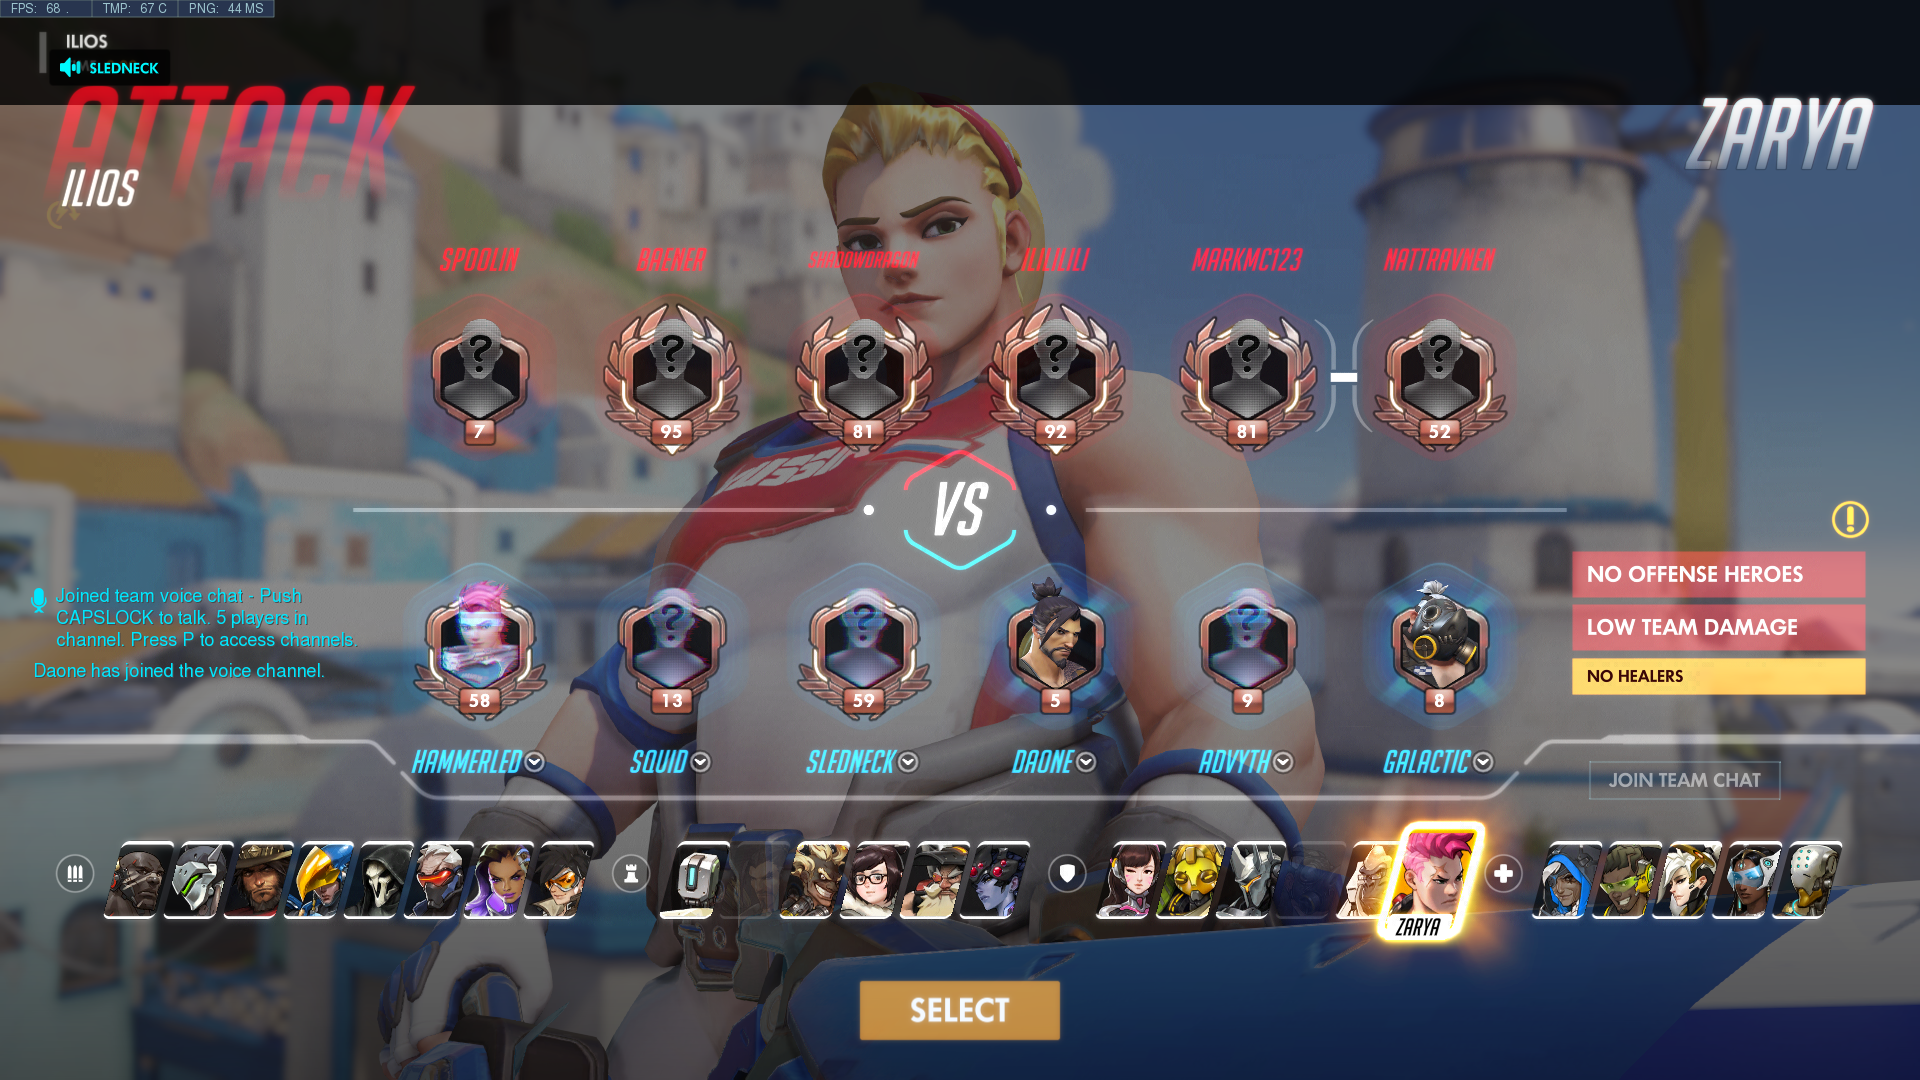 FPS: 68 . TMP: 67 C PNG: 44 MS
ILIOS
SLEDNECK
ATTACK
ILIOS
ZARYA
SPOOLIN BAENER SHADOWDRAGON ILILILILI MARKMC123 NATTRAVNEN
? ? ? ? ? ?
7 95 81 92 81 52
VS
NO OFFENSE HEROES
LOW TEAM DAMAGE
NO HEALERS
Joined team voice chat - Push
CAPSLOCK to talk. 5 players in
channel. Press P to access channels.
Daone has joined the voice channel.
? ? ?
58 13 59 5 9 8
HAMMERLED SQUID SLEDNECK DAONE ADVYTH GALACTIC
JOIN TEAM CHAT
ZARYA
SELECT